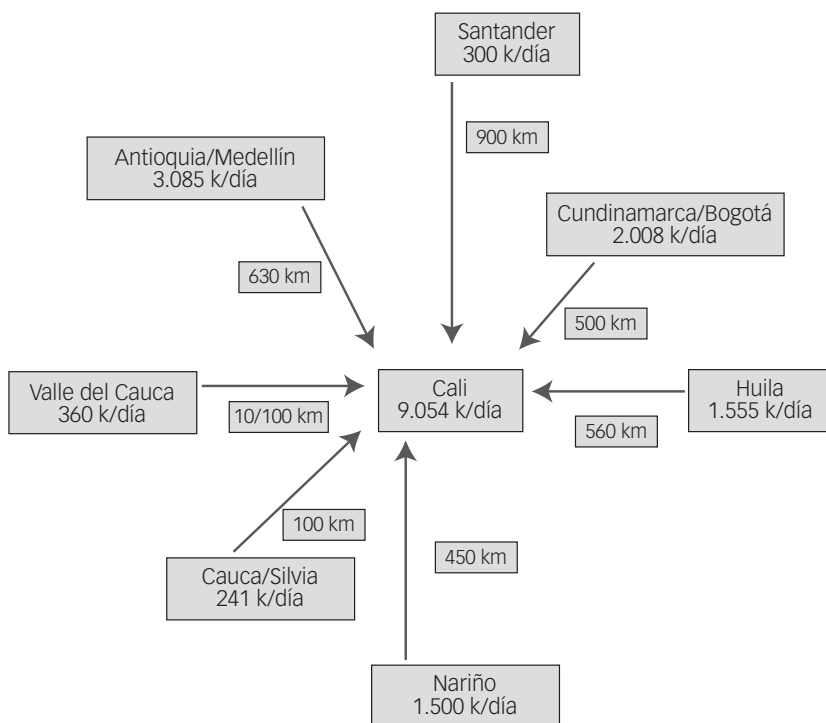 Santander
300 k/día
900 km
Antioquia/Medellín
3.085 k/día
Cundinamarca/Bogotá
2.008 k/día
630 km
500 km
Valle del Cauca
360 k/día
10/100 km
Cali
9.054 k/día
Huila
1.555 k/día
560 km
100 km
450 km
Cauca/Silvia
241 k/día
Nariño
1.500 k/día